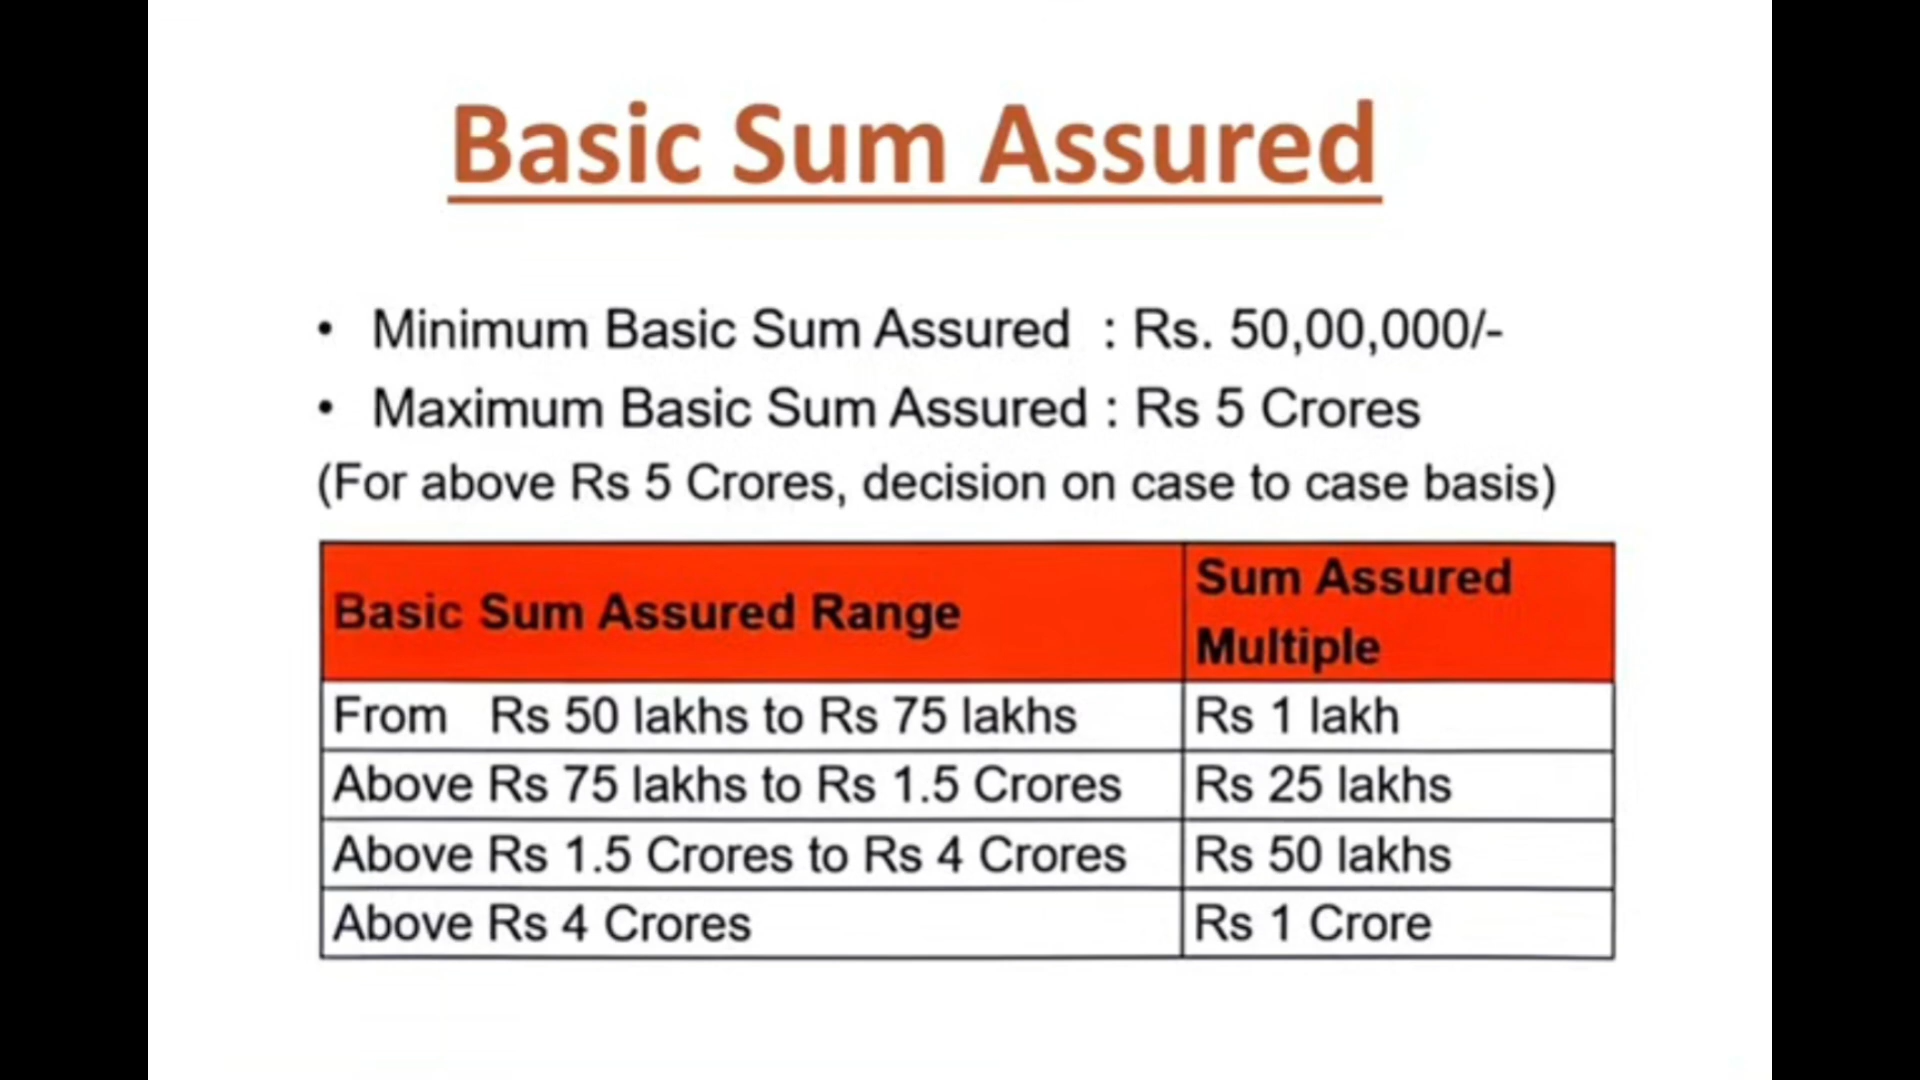 Basic Sum Assured
• Minimum Basic Sum Assured : Rs. 50,00,000/-
• Maximum Basic Sum Assured : Rs 5 Crores
(For above Rs 5 Crores, decision on case to case basis)
Basic Sum Assured Range Sum Assured Multiple
From Rs 50 lakhs to Rs 75 lakhs Rs 1 lakh
Above Rs 75 lakhs to Rs 1.5 Crores Rs 25 lakhs
Above Rs 1.5 Crores to Rs 4 Crores Rs 50 lakhs
Above Rs 4 Crores Rs 1 Crore